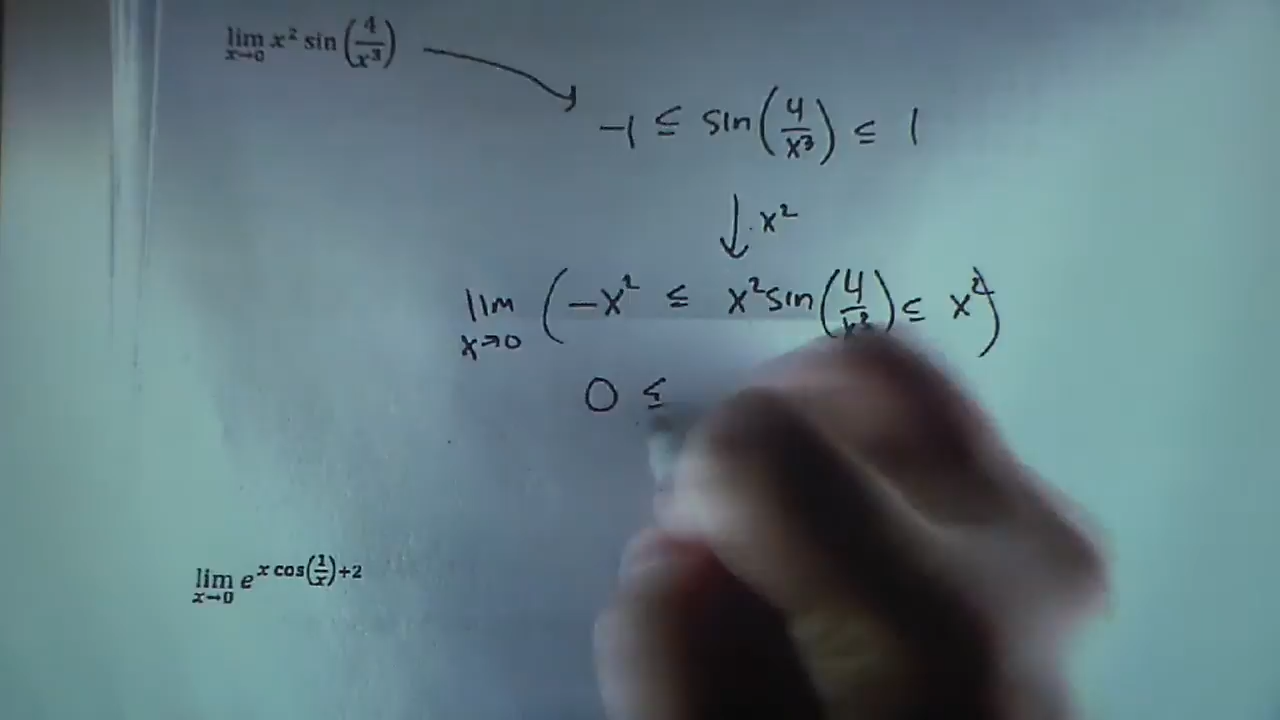 lim x→0 x² sin(4/x³)
-1 ≤ sin(4/x³) ≤ 1
↓ · x²
lim x→0 (-x² ≤ x² sin(4/x³) ≤ x²)
0 ≤
lim x→0 e^(x cos(1/x)+2)